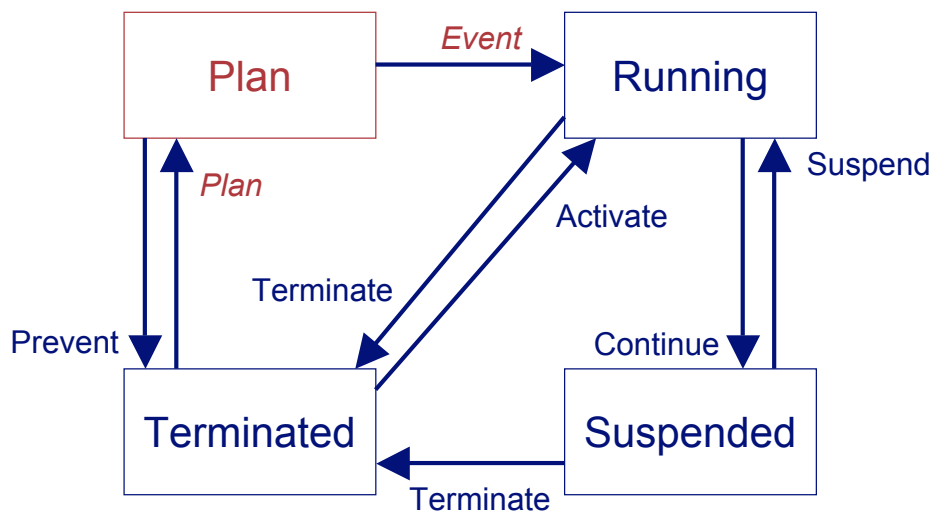 Event
Plan
Running
Plan
Suspend
Activate
Terminate
Prevent
Continue
Terminated
Suspended
Terminate